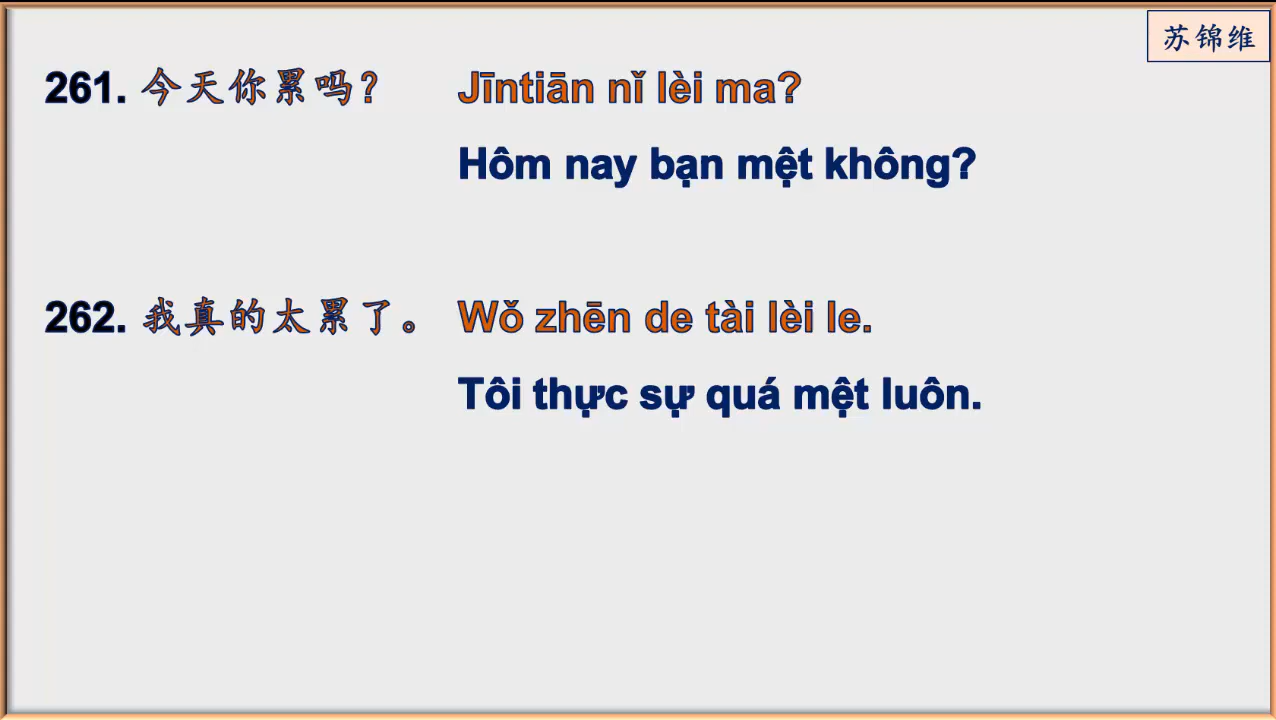 苏锦维
261. 今天你累吗? Jīntiān nǐ lèi ma?
Hôm nay bạn mệt không?
262. 我真的太累了。 Wǒ zhēn de tài lèi le.
Tôi thực sự quá mệt luôn.